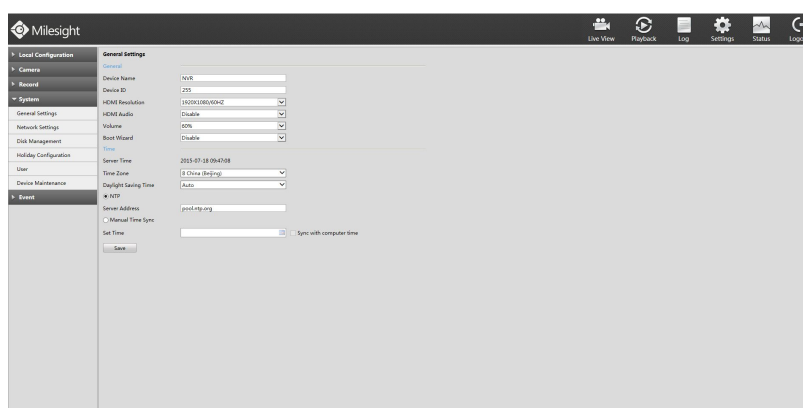 Milesight
Live View Playback Log Settings Status Logo
Local Configuration
Camera
Record
System
General Settings
Network Settings
Disk Management
Holiday Configuration
User
Device Maintenance
Event
General Settings
General
Device Name NVR
Device ID 255
HDMI Resolution 1920X1080/60HZ
HDMI Audio Disable
Volume 60%
Boot Wizard Disable
Time
Server Time 2015-07-18 09:47:08
Time Zone 8 China (Beijing)
Daylight Saving Time Auto
NTP
Server Address pool.ntp.org
Manual Time Sync
Set Time Sync with computer time
Save